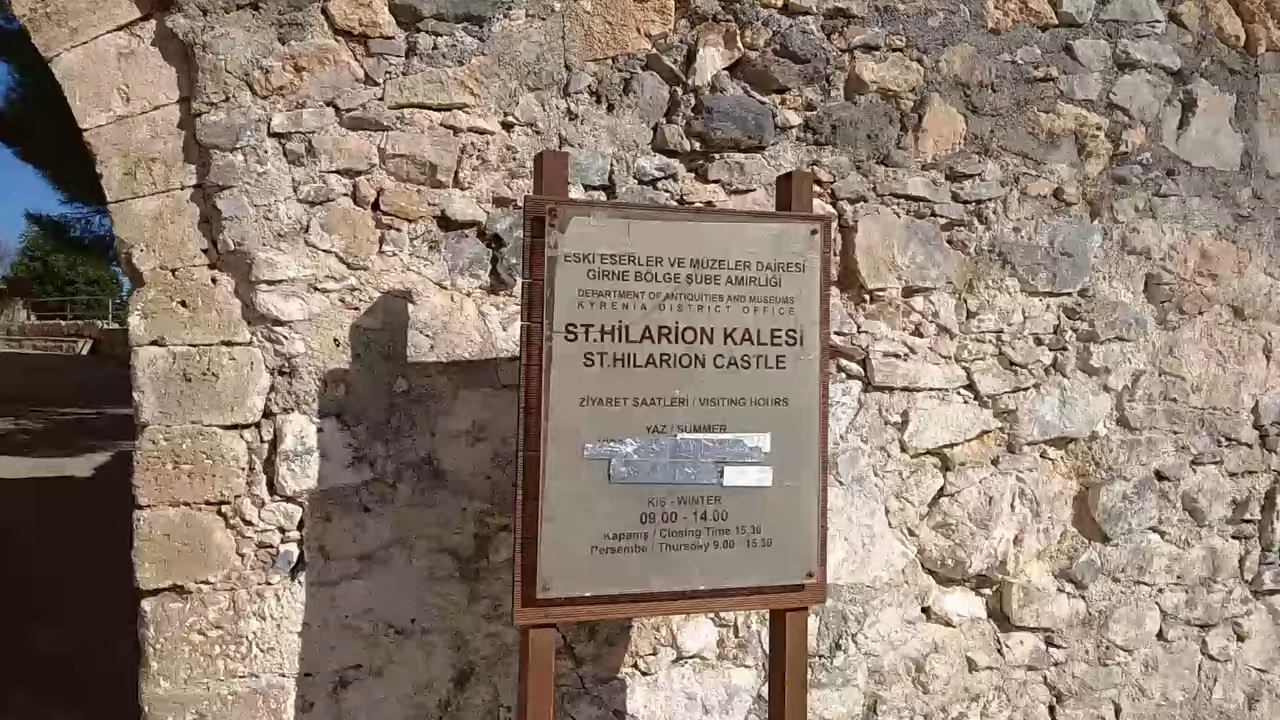 ESKİ ESERLER VE MÜZELER DAİRESİ
GİRNE BÖLGE ŞUBE AMİRLİĞİ
DEPARTMENT OF ANTIQUITIES AND MUSEUMS
KYRENIA DISTRICT OFFICE
ST.HİLARİON KALESİ
ST.HILARION CASTLE
ZİYARET SAATLERİ / VISITING HOURS
YAZ / SUMMER
KIŞ - WINTER
09.00 - 14.00
Kapanış / Closing Time 15.30
Perşembe / Thursday 9.00 - 15.30